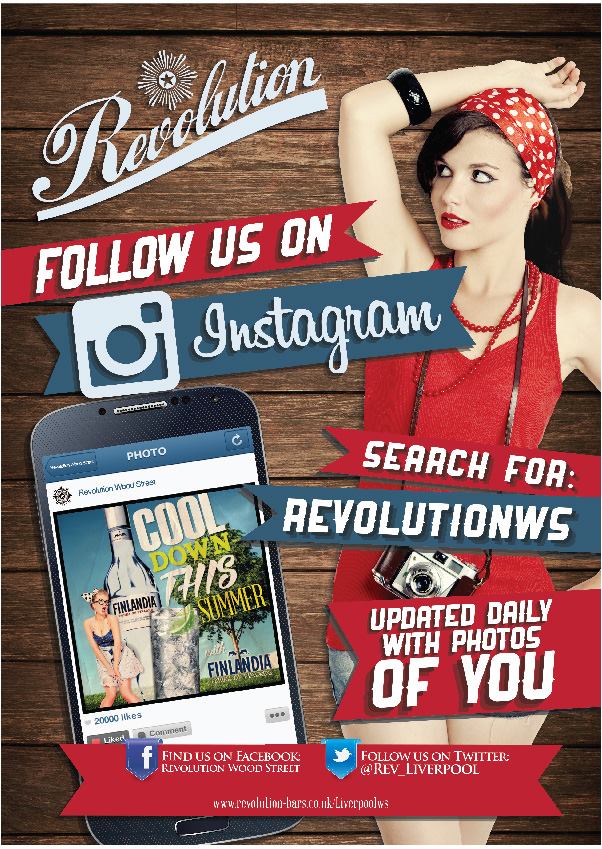 Revolution
FOLLOW US ON
Instagram
PHOTO
Revolution Wood Street
COOL
DOWN
THIS
SUMMER
with
FINLANDIA
FINLANDIA
20000 likes
Liked
Comment
SEARCH FOR:
REVOLUTIONWS
UPDATED DAILY
WITH PHOTOS
OF YOU
f FIND US ON FACEBOOK:
REVOLUTION WOOD STREET
FOLLOW US ON TWITTER:
@REV_LIVERPOOL
www.revolution-bars.co.uk/Liverpoolws